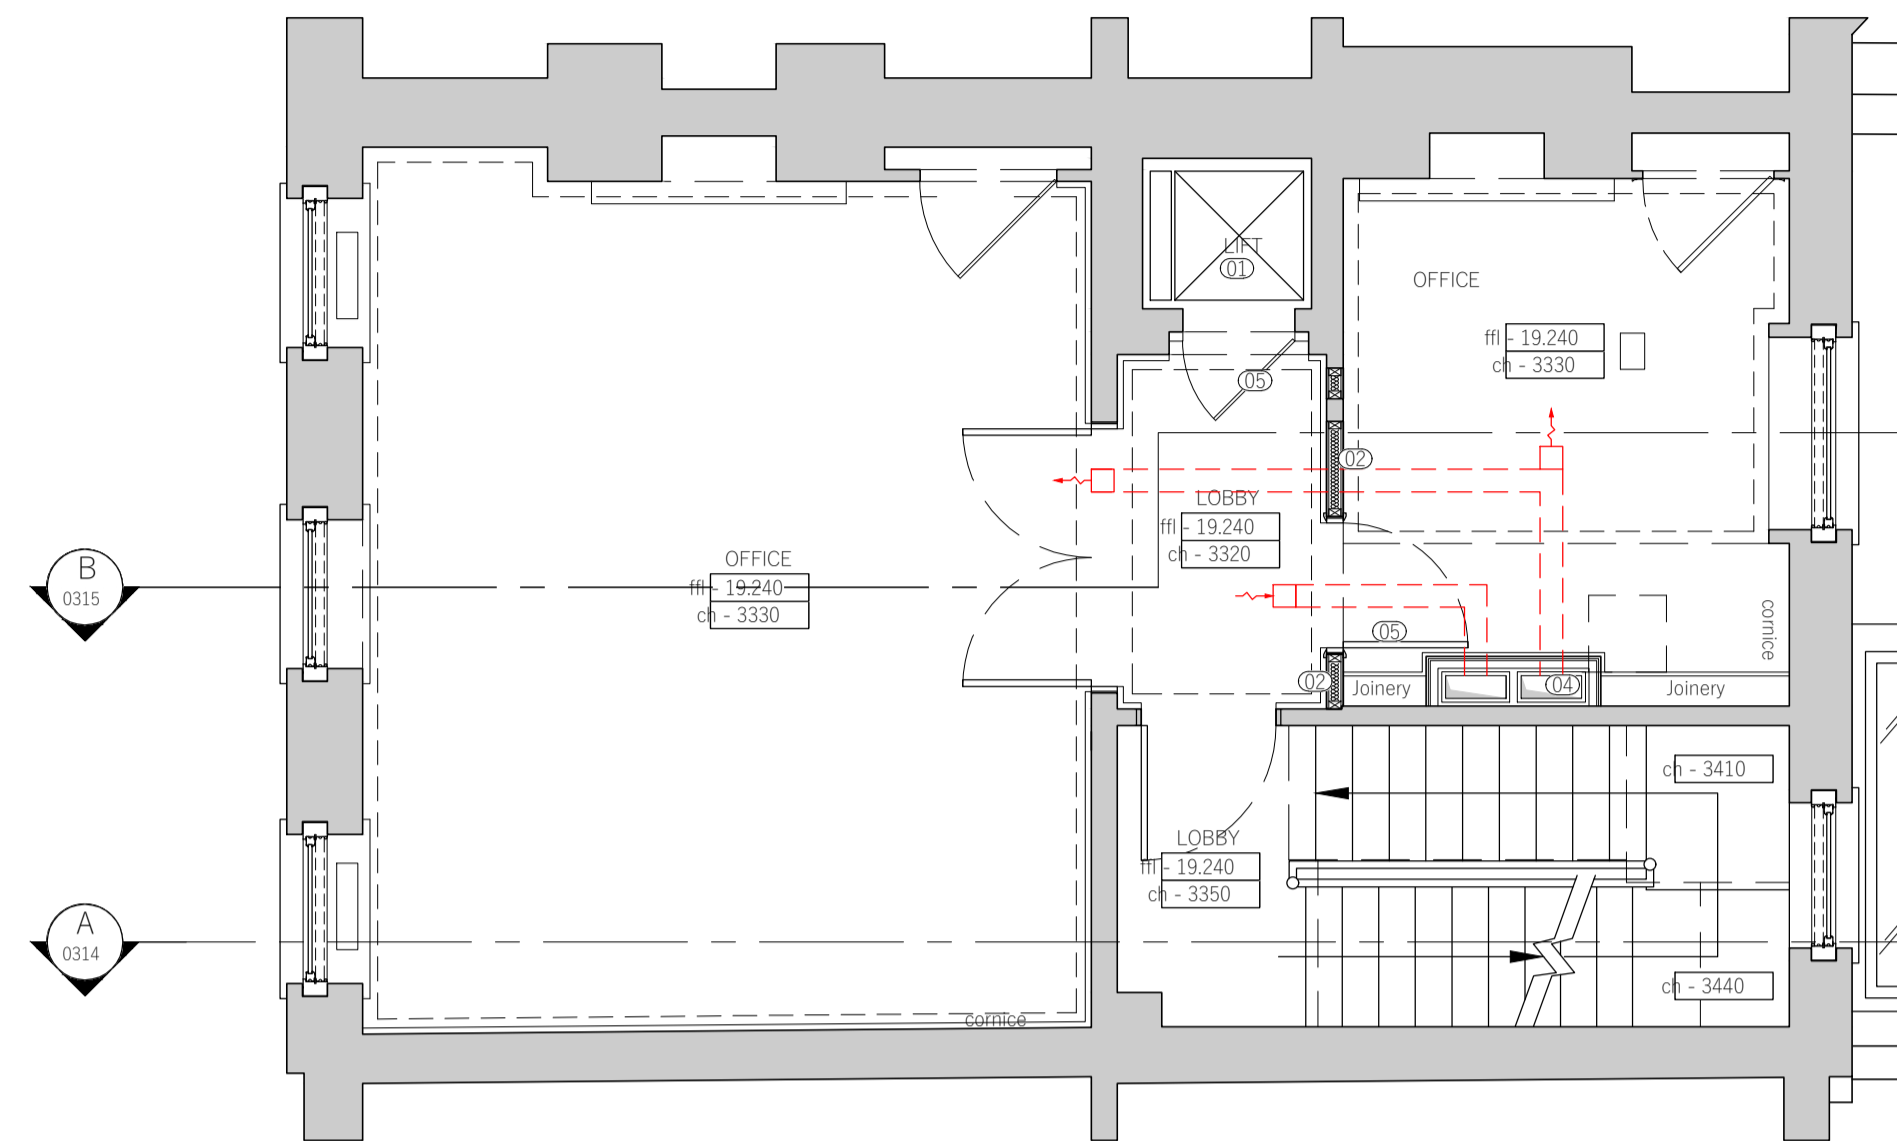 LIFT
01
OFFICE
ffl - 19.240
ch - 3330
05
02
LOBBY
ffl - 19.240
ch - 3320
B
0315
OFFICE
ffl - 19.240
ch - 3330
cornice
05
02
Joinery
04
Joinery
ch - 3410
LOBBY
ffl - 19.240
ch - 3350
A
0314
ch - 3440
cornice